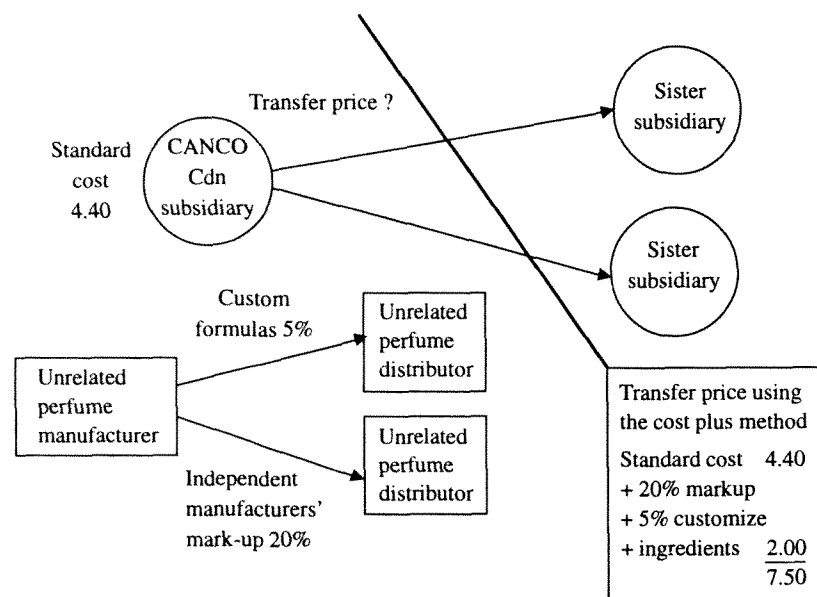 Transfer price ?
Standard
cost
4.40
CANCO
Cdn
subsidiary
Sister
subsidiary
Sister
subsidiary
Custom
formulas 5%
Unrelated
perfume
distributor
Unrelated
perfume
manufacturer
Unrelated
perfume
distributor
Independent
manufacturers'
mark-up 20%
Transfer price using
the cost plus method
Standard cost 4.40
+ 20% markup
+ 5% customize
+ ingredients 2.00
7.50